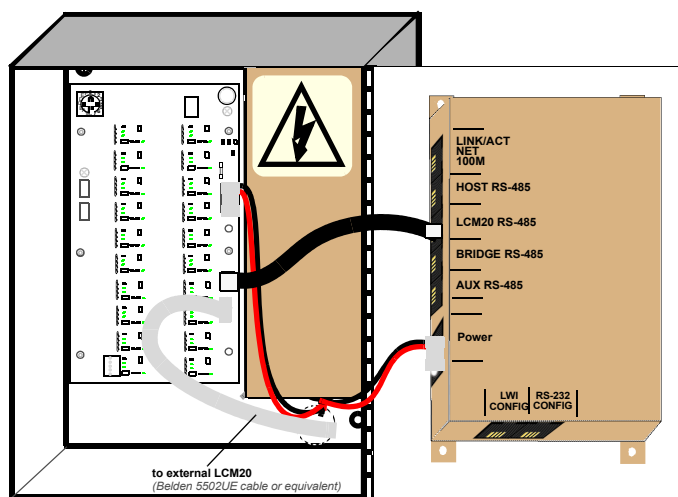 LINK/ACT
NET
100M
HOST RS-485
LCM20 RS-485
BRIDGE RS-485
AUX RS-485
Power
LWI
CONFIG
RS-232
CONFIG
to external LCM20
(Belden 5502UE cable or equivalent)